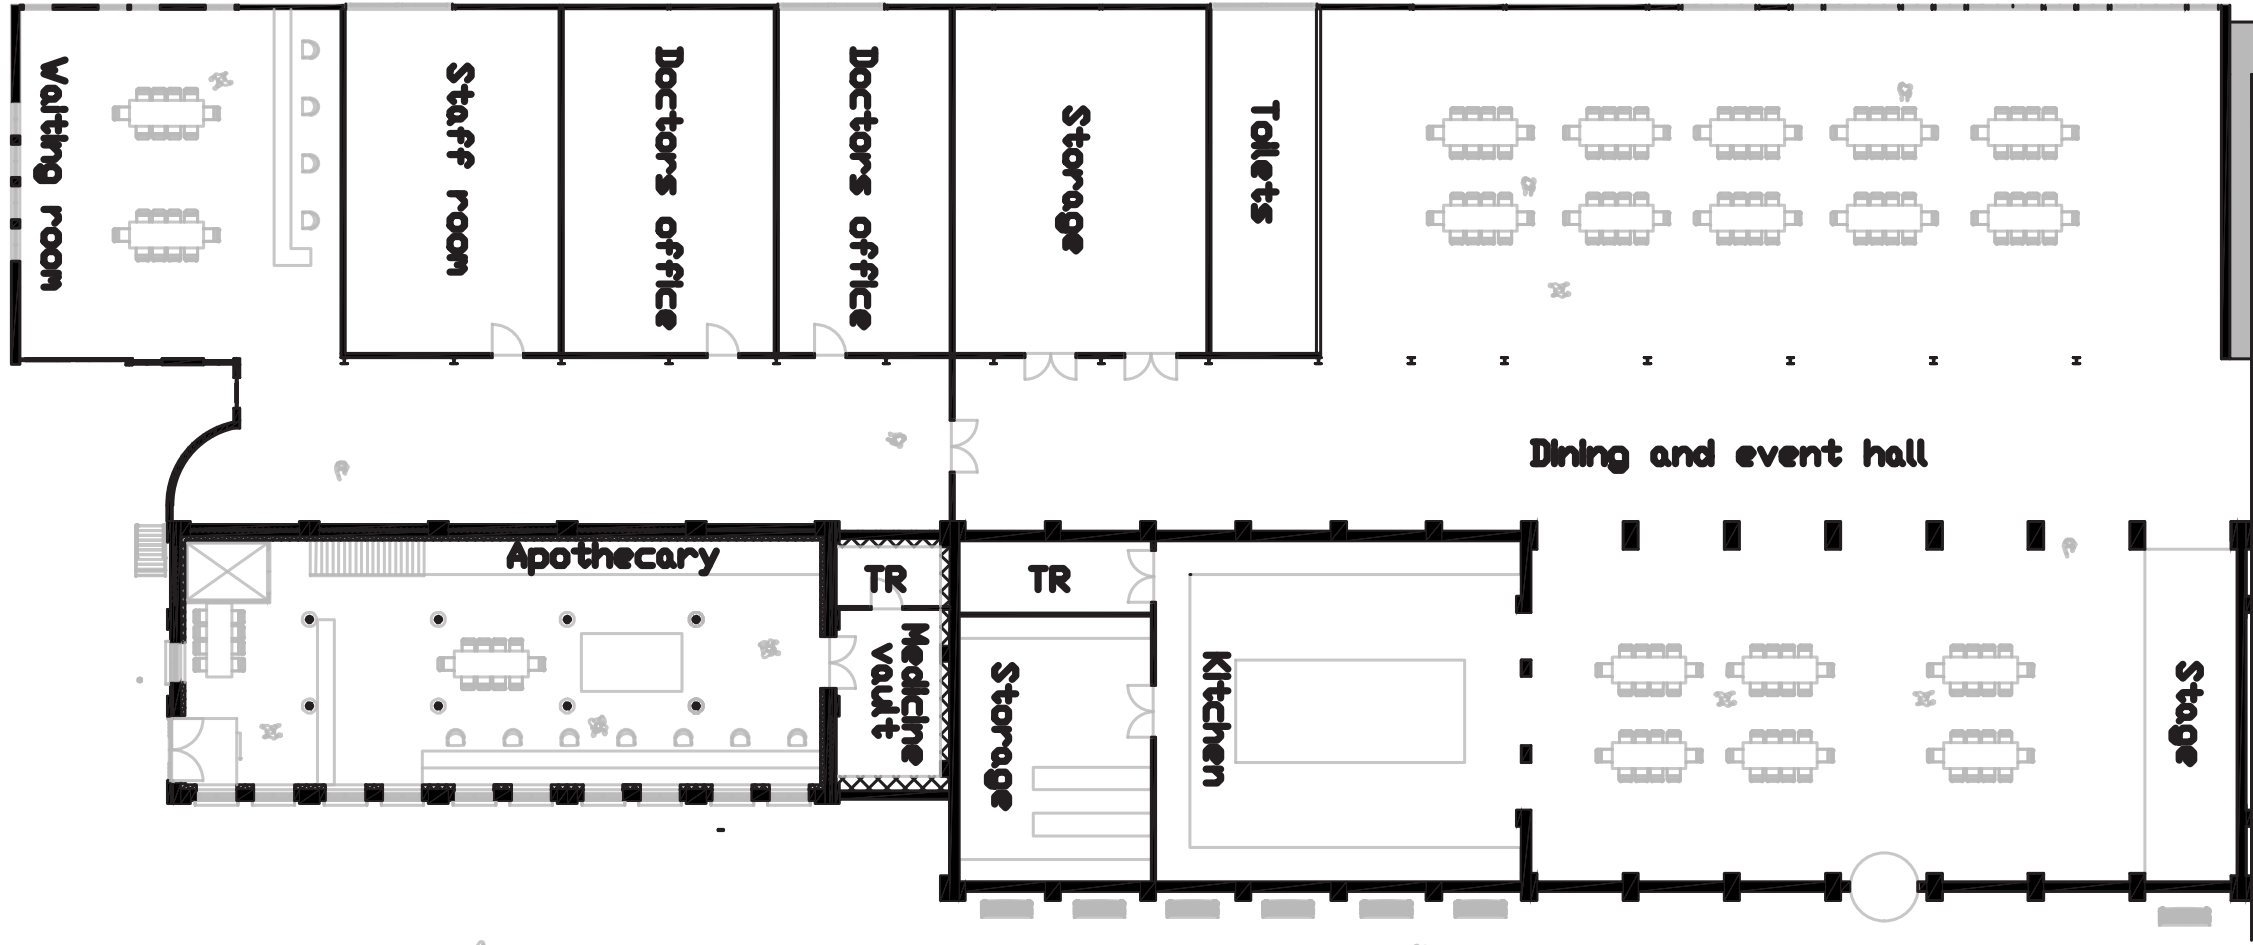 Waiting room
Staff room
Doctors office
Doctors office
Storage
Toilets
Dining and event hall
Apothecary
TR
TR
Medicine
vault
Storage
Kitchen
Stage